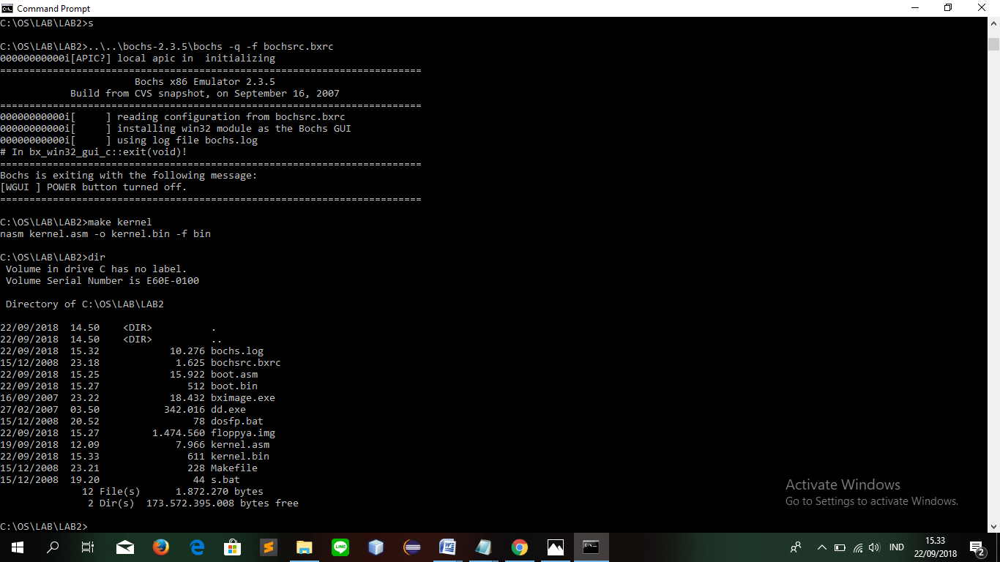 Command Prompt
C:\OS\LAB\LAB2>s
C:\OS\LAB\LAB2>..\..\bochs-2.3.5\bochs -q -f bochsrc.bxrc
00000000000i[APIC?] local apic in  initializing
========================================================================
                       Bochs x86 Emulator 2.3.5
            Build from CVS snapshot, on September 16, 2007
========================================================================
00000000000i[     ] reading configuration from bochsrc.bxrc
00000000000i[     ] installing win32 module as the Bochs GUI
00000000000i[     ] using log file bochs.log
# In bx_win32_gui_c::exit(void)!
========================================================================
Bochs is exiting with the following message:
[WGUI ] POWER button turned off.
========================================================================
C:\OS\LAB\LAB2>make kernel
nasm kernel.asm -o kernel.bin -f bin
C:\OS\LAB\LAB2>dir
 Volume in drive C has no label.
 Volume Serial Number is E60E-0100
 Directory of C:\OS\LAB\LAB2
22/09/2018  14.50    <DIR>          .
22/09/2018  14.50    <DIR>          ..
22/09/2018  15.32            10.276 bochs.log
15/12/2008  23.18             1.625 bochsrc.bxrc
22/09/2018  15.25            15.922 boot.asm
22/09/2018  15.27               512 boot.bin
16/09/2007  23.22            18.432 bximage.exe
27/02/2007  03.50           342.016 dd.exe
15/12/2008  20.52                78 dosfp.bat
22/09/2018  15.27         1.474.560 floppya.img
19/09/2018  12.09             7.966 kernel.asm
22/09/2018  15.33               611 kernel.bin
15/12/2008  23.21               228 Makefile
15/12/2008  19.20                44 s.bat
              12 File(s)      1.872.270 bytes
               2 Dir(s)  173.572.395.008 bytes free
C:\OS\LAB\LAB2>
Activate Windows
Go to Settings to activate Windows.
LINE
IND
15.33
22/09/2018
2